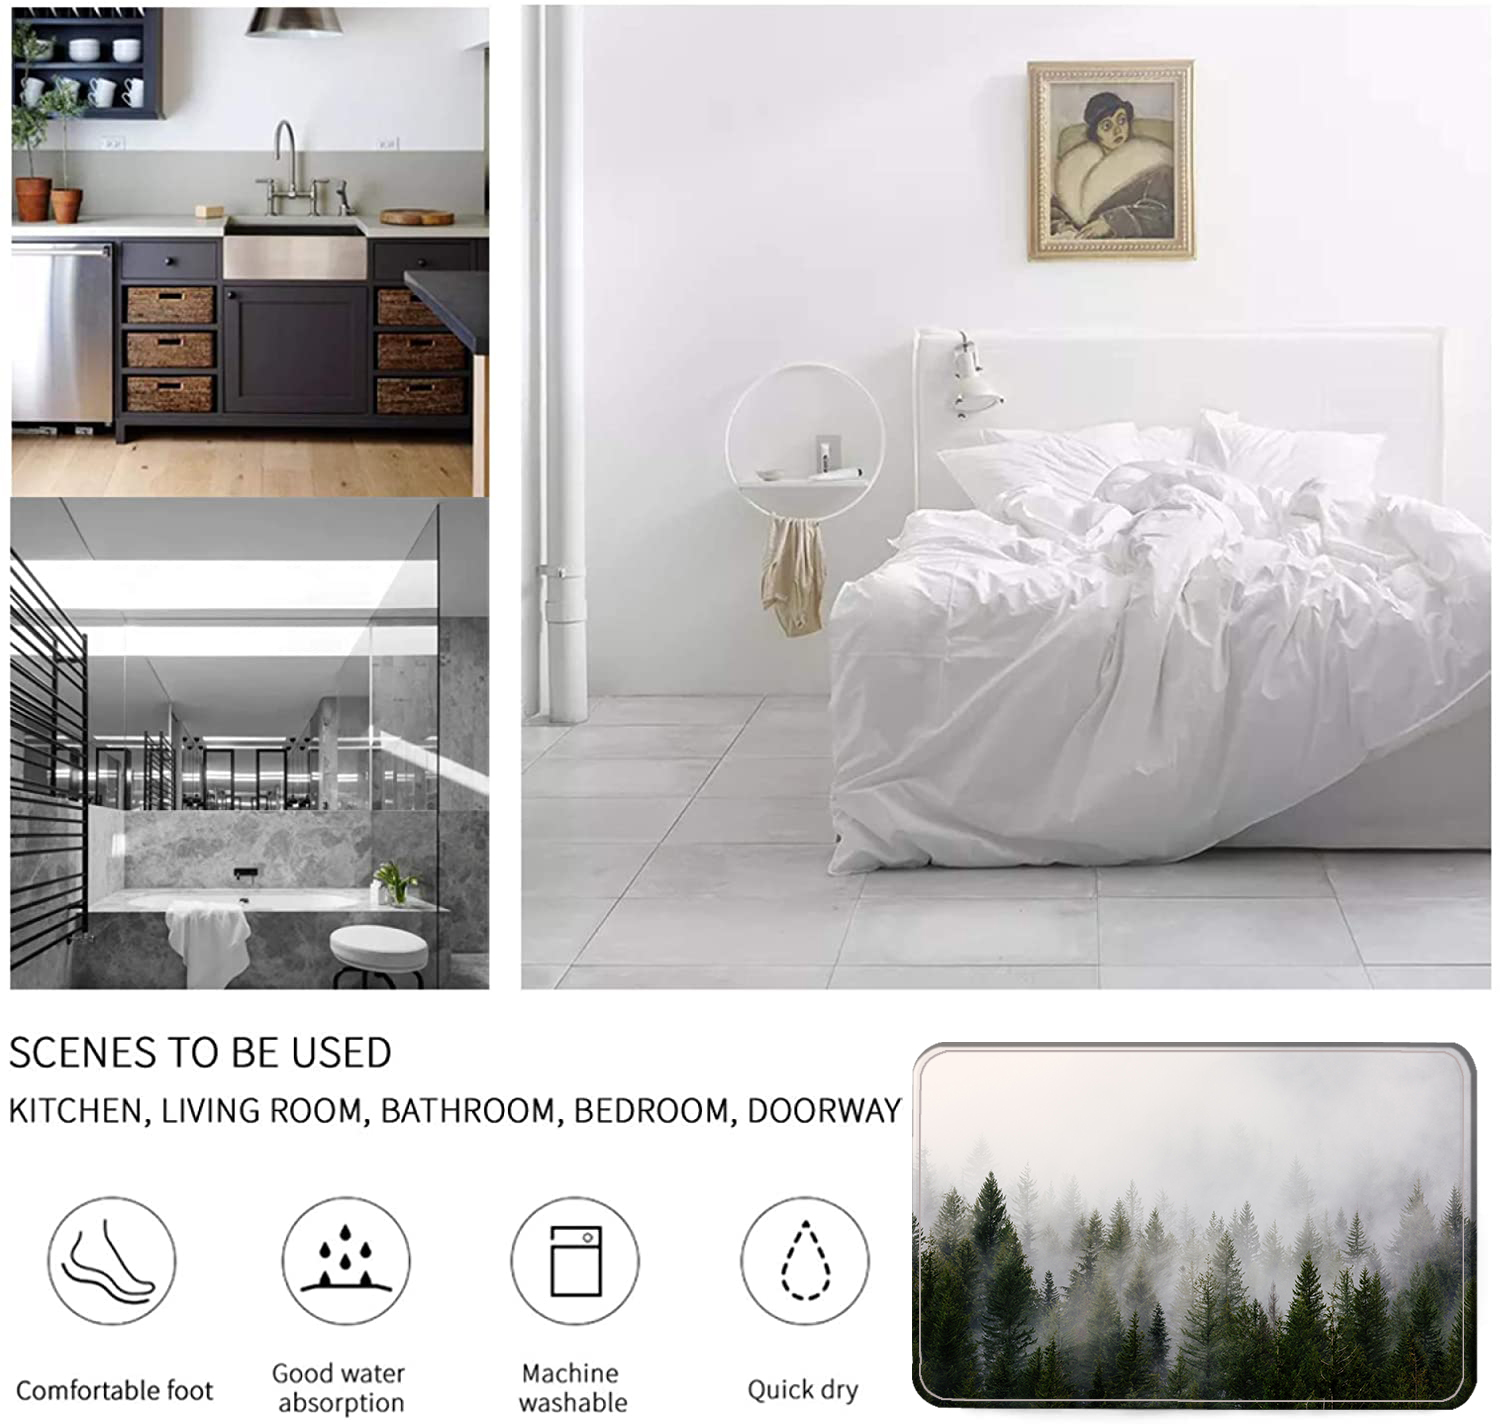 SCENES TO BE USED
KITCHEN, LIVING ROOM, BATHROOM, BEDROOM, DOORWAY
Comfortable foot
Good water
absorption
Machine
washable
Quick dry